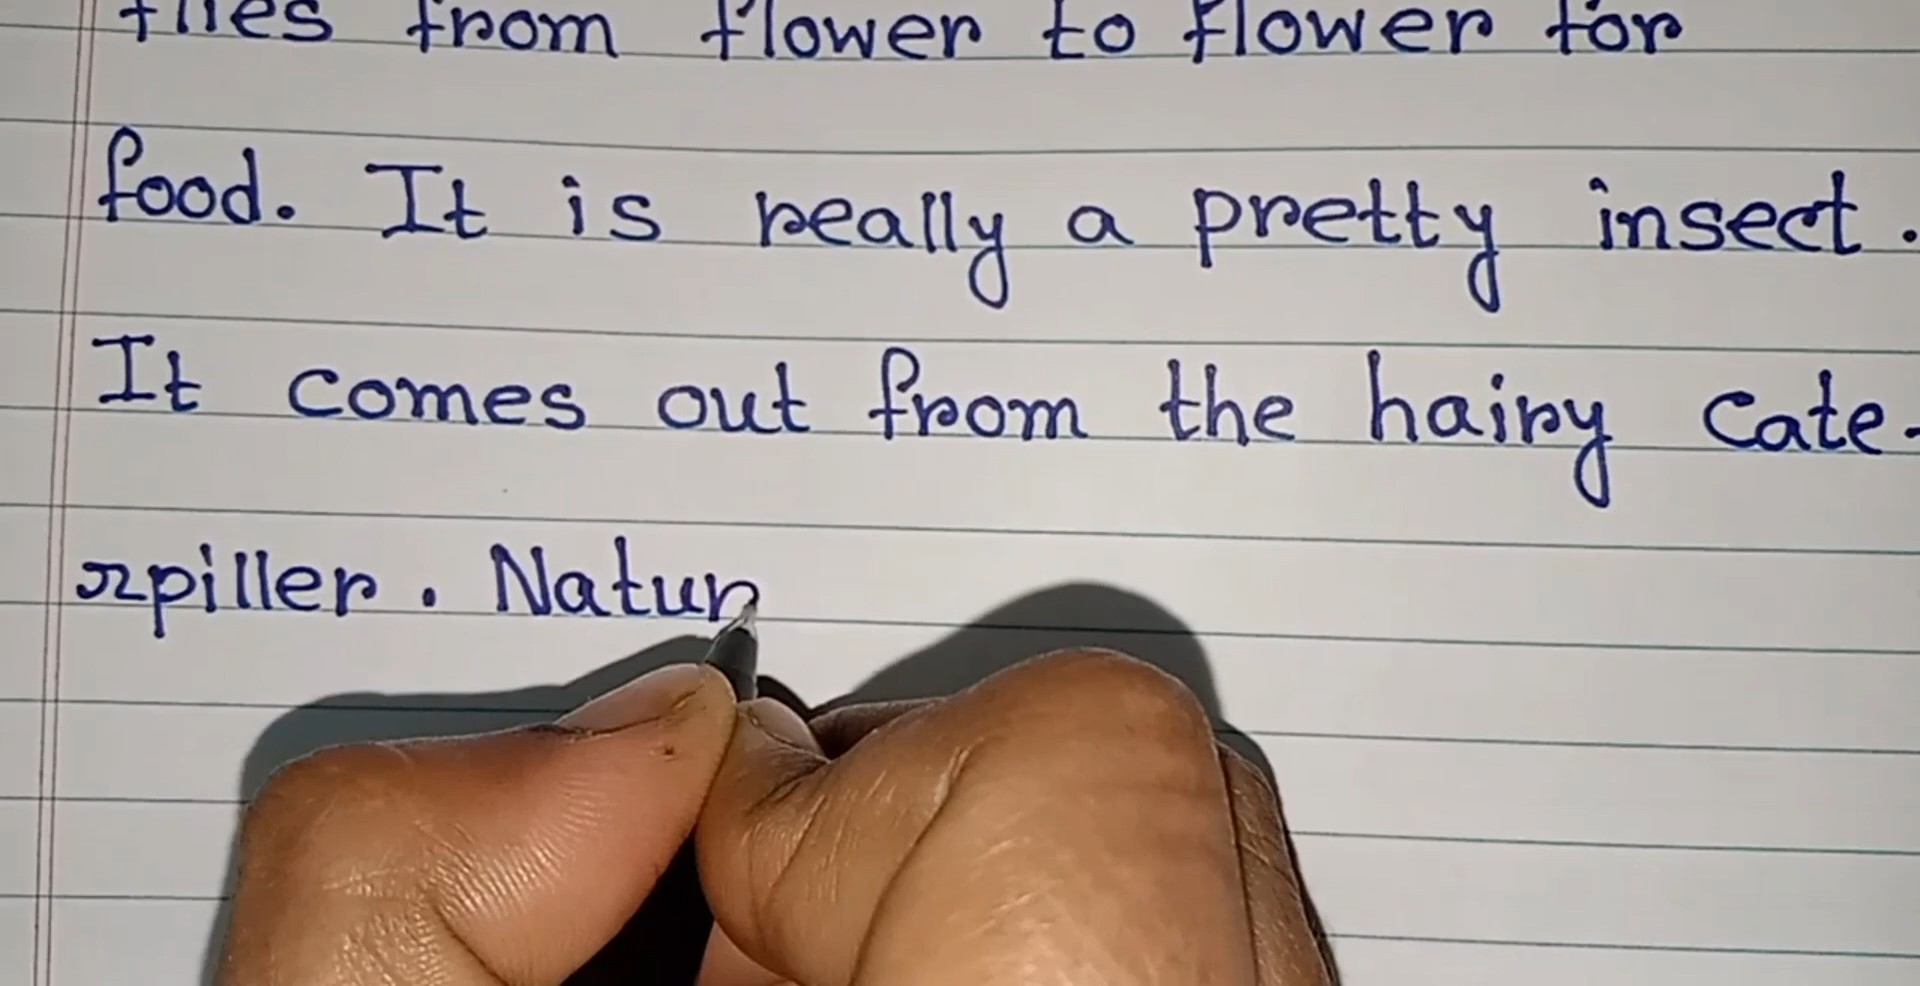 flies from flower to flower for
food. It is really a pretty insect.
It comes out from the hairy cate-
rpiller. Natur